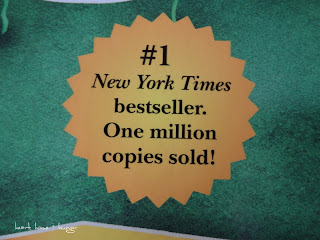 #1
New York Times
bestseller.
One million
copies sold!